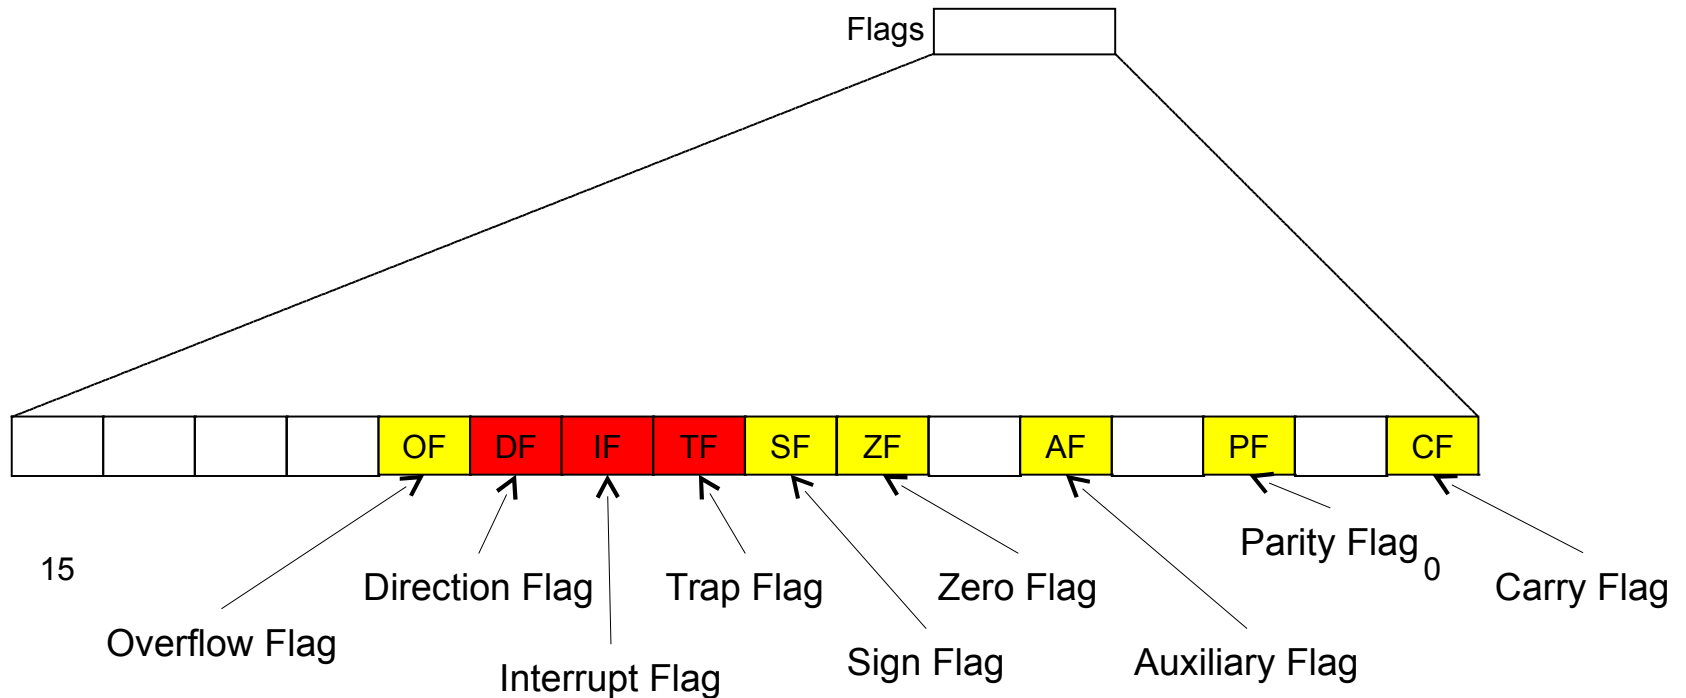 Flags
OF DF IF TF SF ZF AF PF CF
Parity Flag
15
0
Direction Flag
Trap Flag
Zero Flag
Carry Flag
Overflow Flag
Interrupt Flag
Sign Flag
Auxiliary Flag